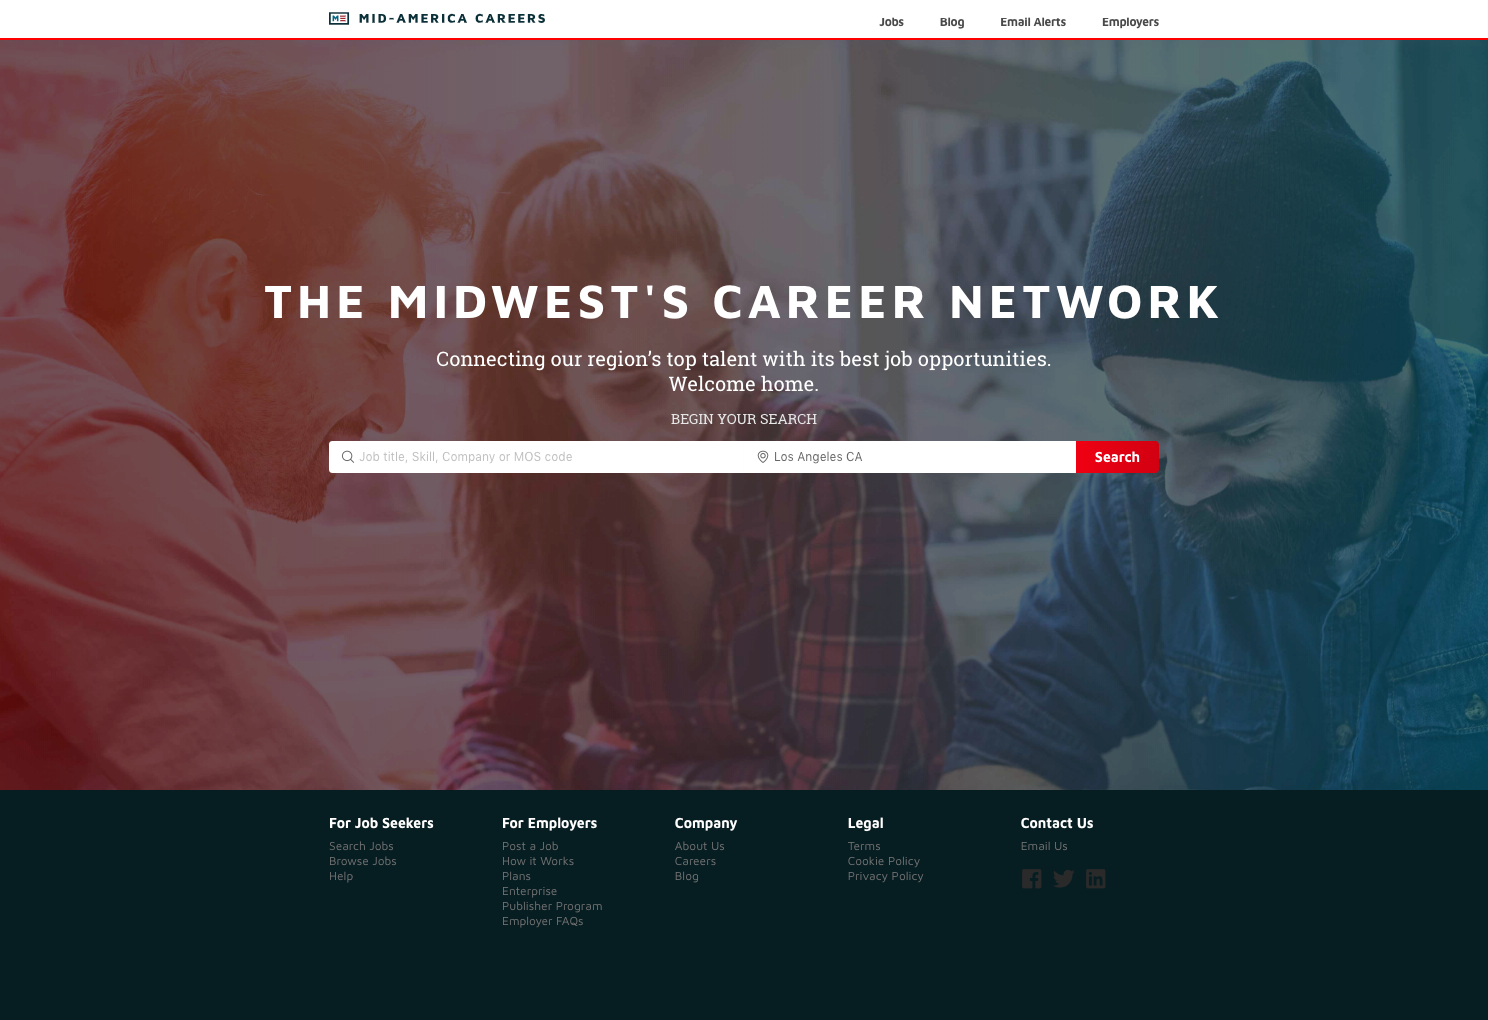 MID-AMERICA CAREERS
Jobs Blog Email Alerts Employers
THE MIDWEST'S CAREER NETWORK
Connecting our region’s top talent with its best job opportunities.
Welcome home.
BEGIN YOUR SEARCH
Job title, Skill, Company or MOS code
Los Angeles CA
Search
For Job Seekers
Search Jobs
Browse Jobs
Help
For Employers
Post a Job
How it Works
Plans
Enterprise
Publisher Program
Employer FAQs
Company
About Us
Careers
Blog
Legal
Terms
Cookie Policy
Privacy Policy
Contact Us
Email Us